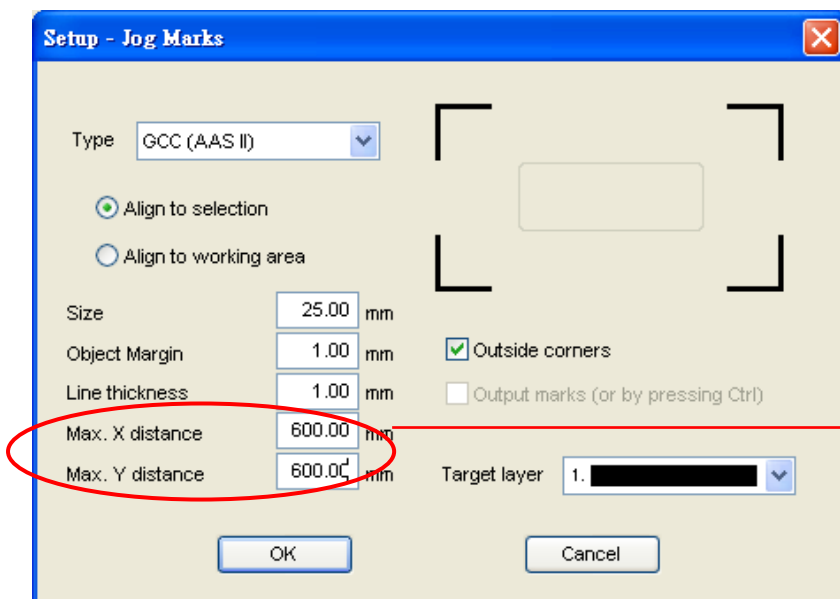 Setup - Jog Marks
Type GCC (AAS II)
Align to selection
Align to working area
Size 25.00 mm
Object Margin 1.00 mm
Outside corners
Line thickness 1.00 mm
Output marks (or by pressing Ctrl)
Max. X distance 600.00 mm
Max. Y distance 600.00 mm
Target layer 1.
OK
Cancel